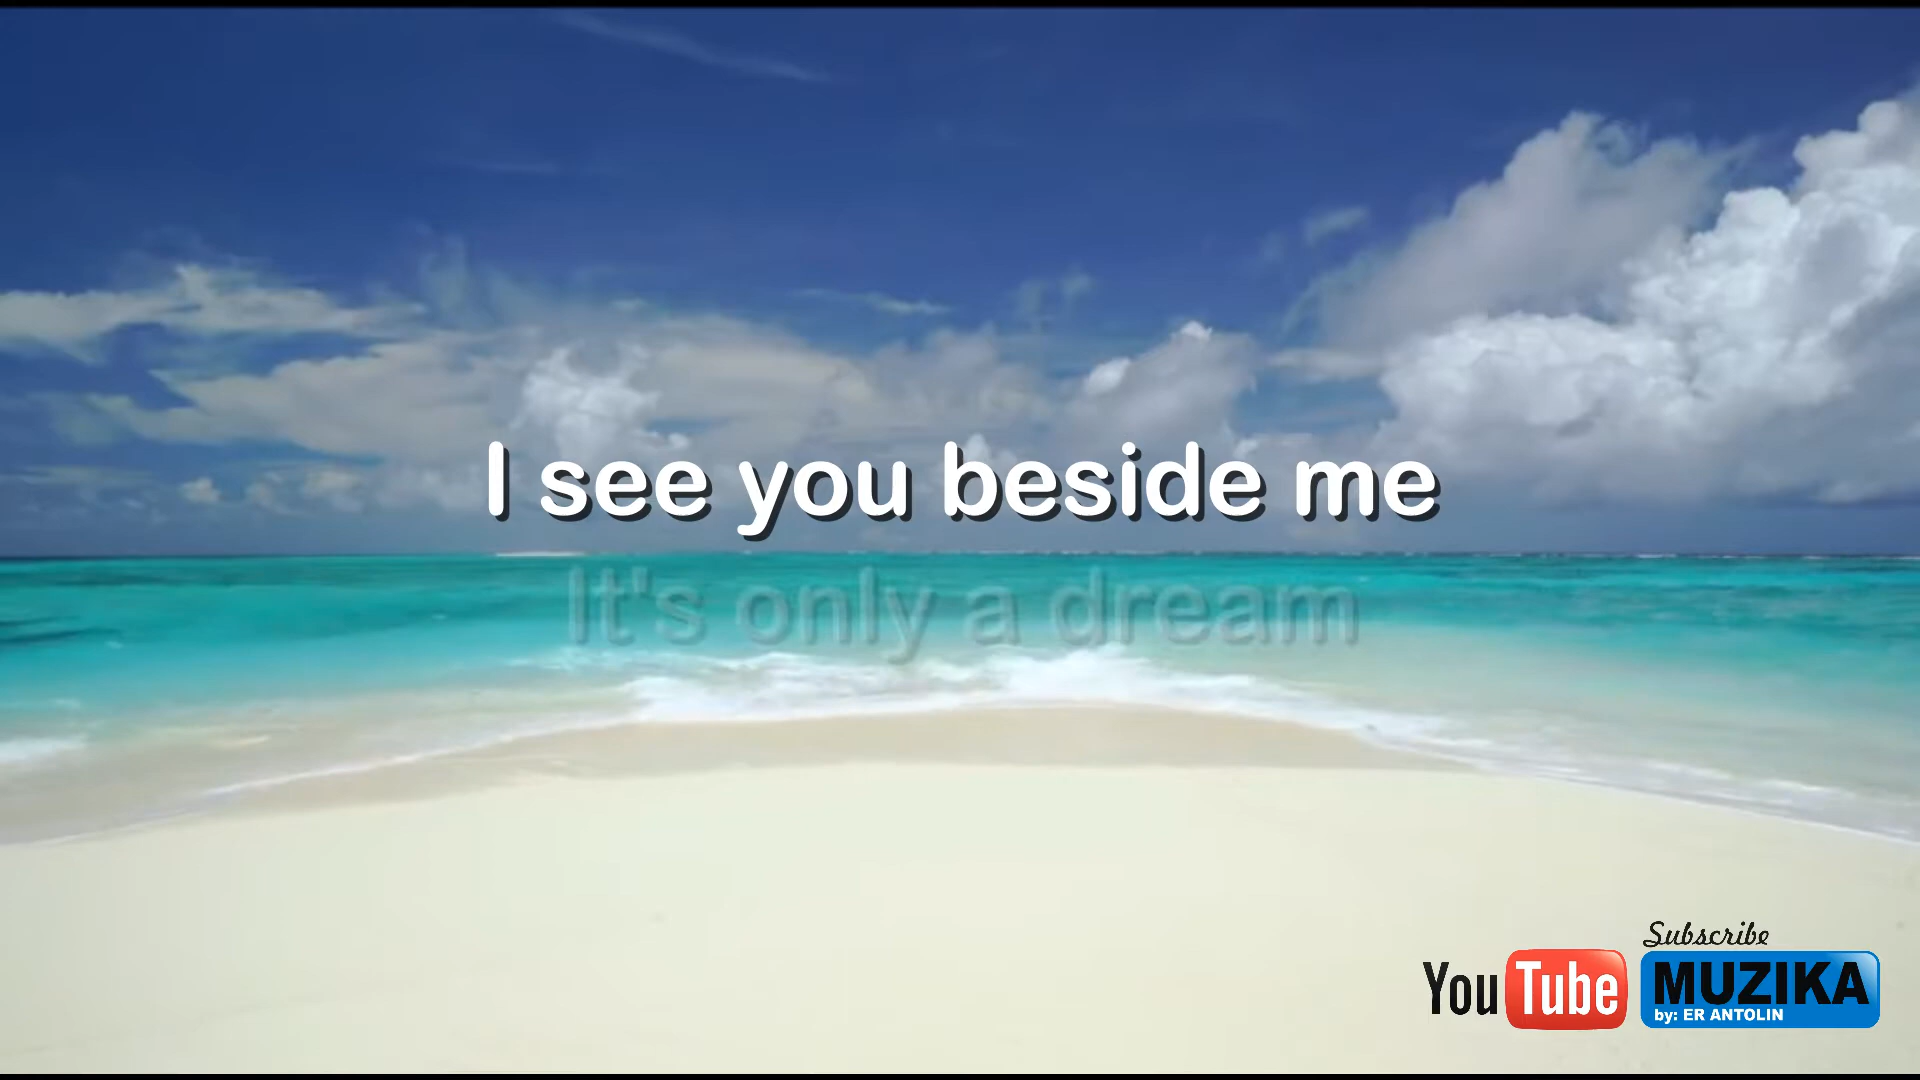 I see you beside me
It's only a dream
Subscribe
YouTube
MUZIKA
by: ER ANTOLIN